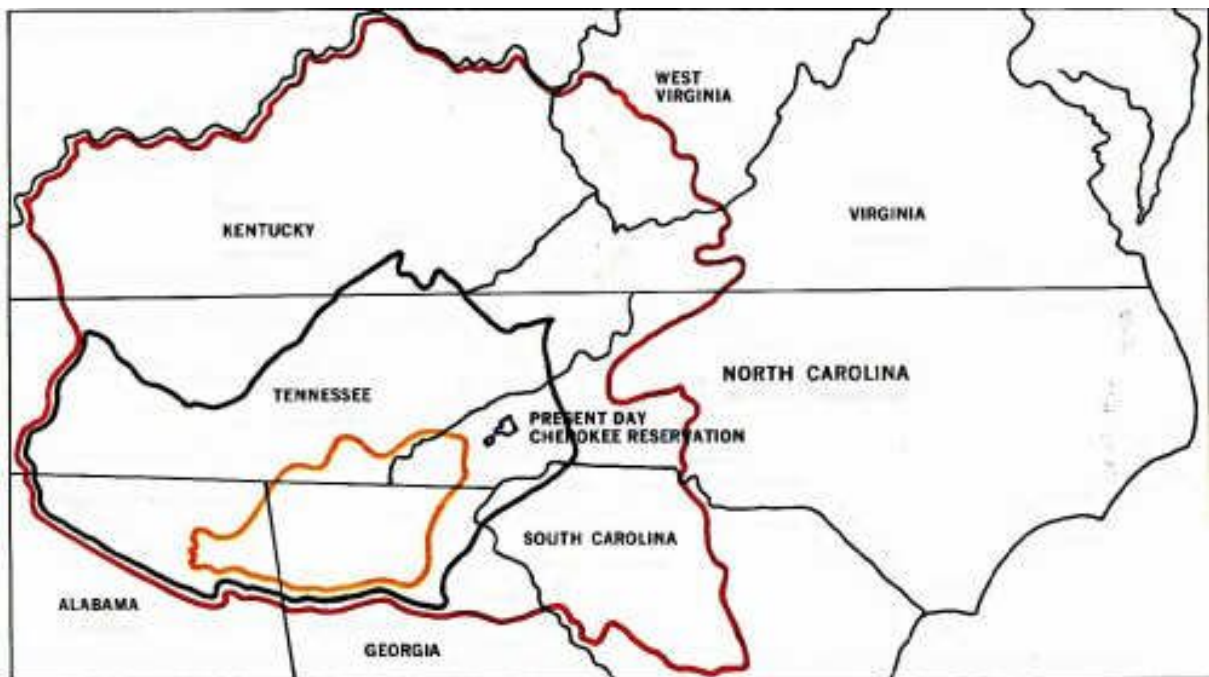 WEST
VIRGINIA
KENTUCKY
VIRGINIA
TENNESSEE
NORTH CAROLINA
PRESENT DAY
CHEROKEE RESERVATION
SOUTH CAROLINA
ALABAMA
GEORGIA